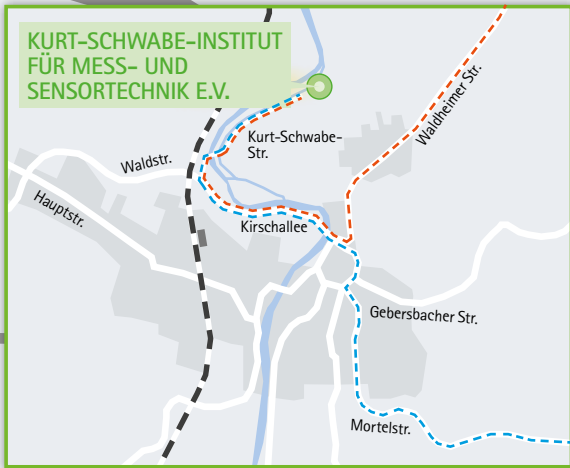 KURT-SCHWABE-INSTITUT
FÜR MESS- UND
SENSORTECHNIK E.V.
Waldheimer Str.
Kurt-Schwabe-
Str.
Waldstr.
Hauptstr.
Kirschallee
Gebersbacher Str.
Mortelstr.